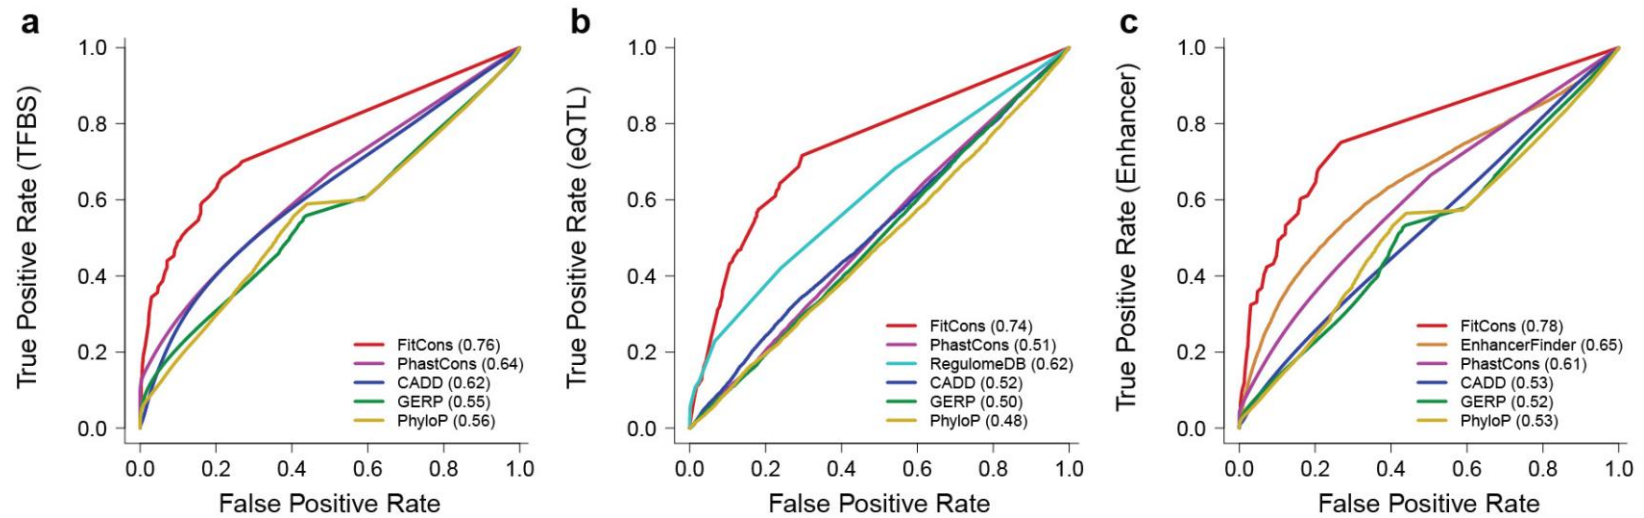 a
True Positive Rate (TFBS)
1.0
0.8
0.6
0.4
0.2
0.0
FitCons (0.76)
PhastCons (0.64)
CADD (0.62)
GERP (0.55)
PhyloP (0.56)
0.0 0.2 0.4 0.6 0.8 1.0
False Positive Rate
b
True Positive Rate (eQTL)
1.0
0.8
0.6
0.4
0.2
0.0
FitCons (0.74)
PhastCons (0.51)
RegulomeDB (0.62)
CADD (0.52)
GERP (0.50)
PhyloP (0.48)
0.0 0.2 0.4 0.6 0.8 1.0
False Positive Rate
c
True Positive Rate (Enhancer)
1.0
0.8
0.6
0.4
0.2
0.0
FitCons (0.78)
EnhancerFinder (0.65)
PhastCons (0.61)
CADD (0.53)
GERP (0.52)
PhyloP (0.53)
0.0 0.2 0.4 0.6 0.8 1.0
False Positive Rate